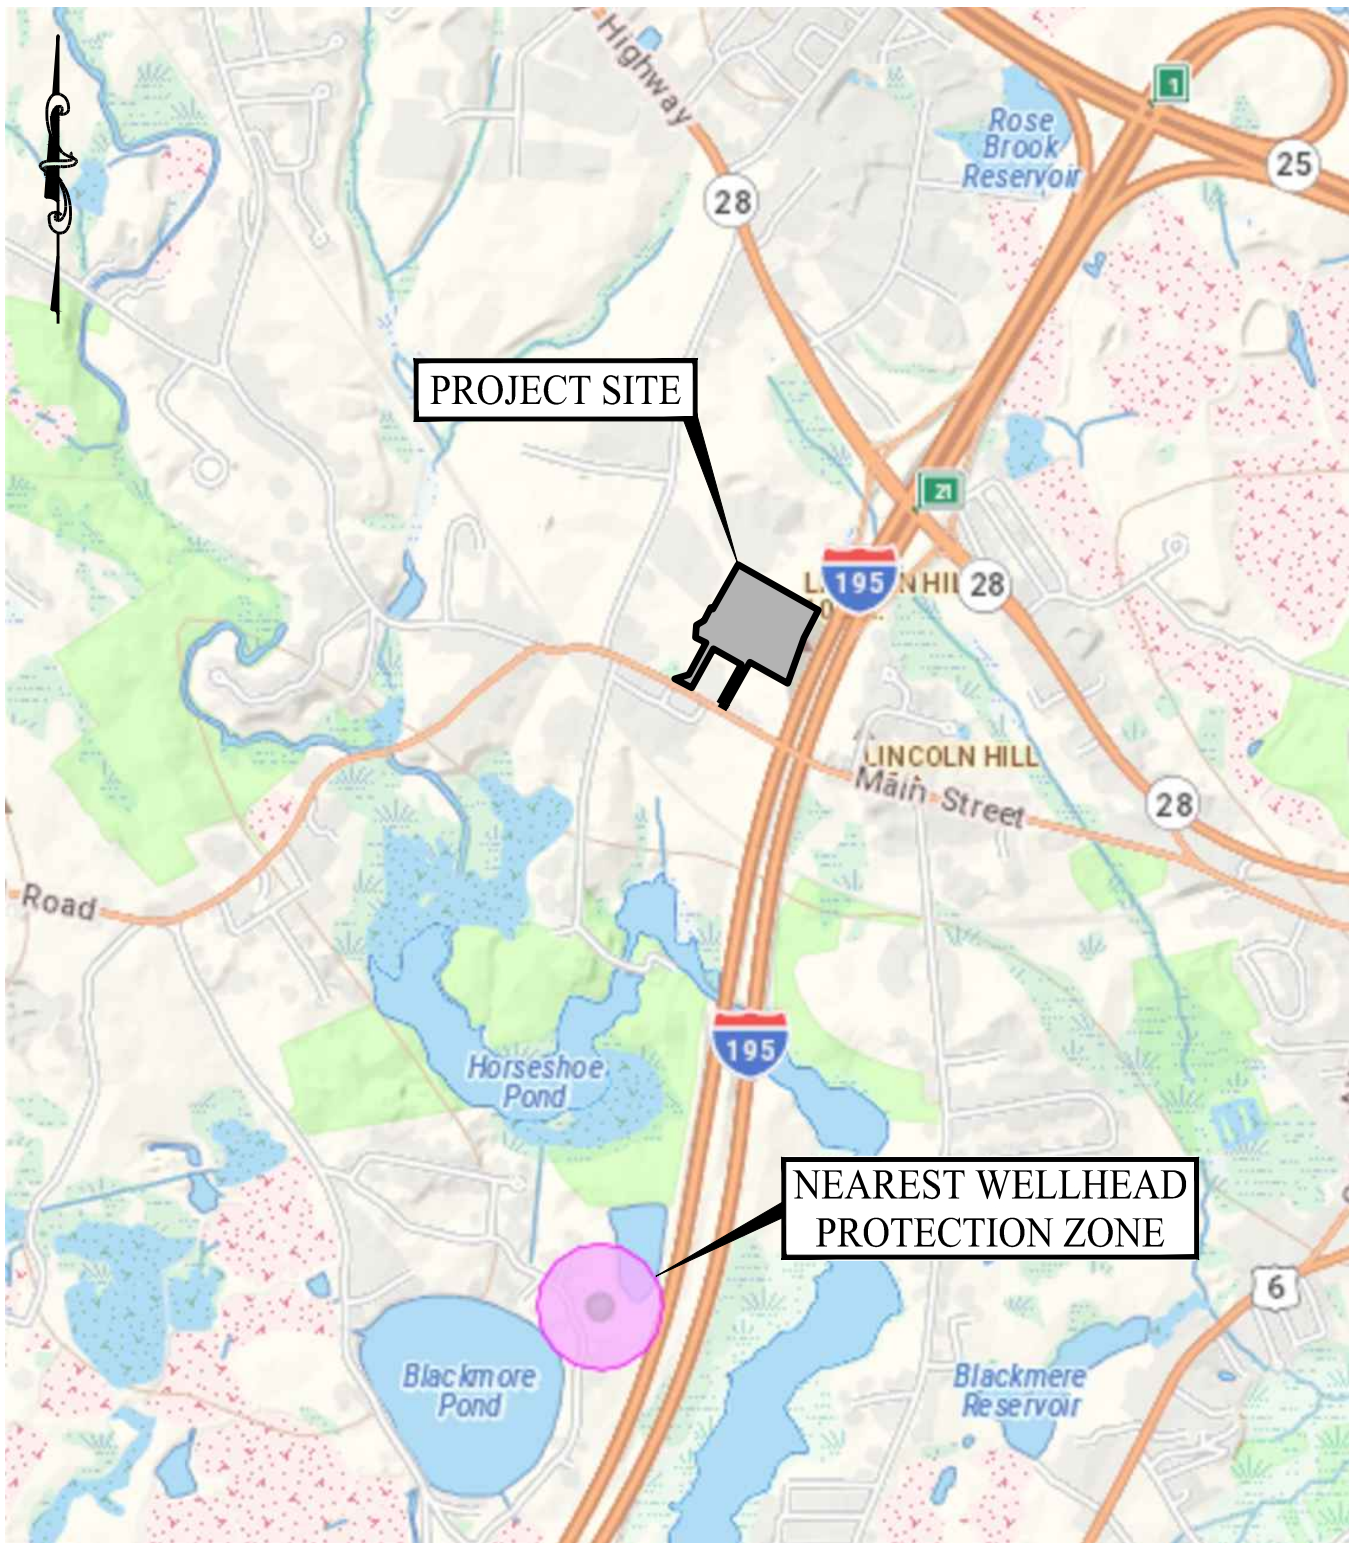 Highway
1
Rose
Brook
Reservoir
25
28
PROJECT SITE
21
195
28
LINCOLN HILL
Main Street
28
Road
195
Horseshoe
Pond
NEAREST WELLHEAD
PROTECTION ZONE
6
Blackmore
Pond
Blackmere
Reservoir